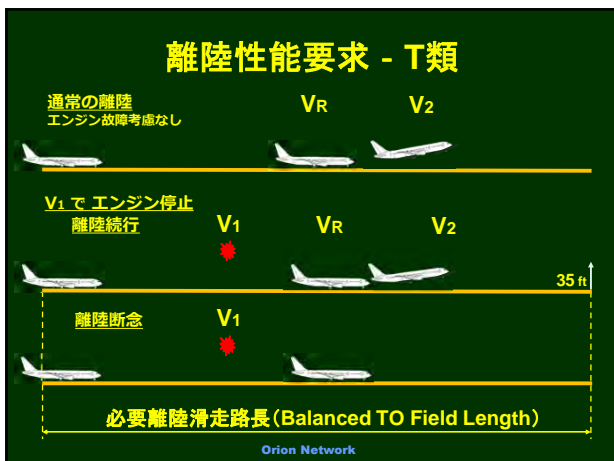 離陸性能要求 - T類
通常の離陸 VR V2
エンジン故障考慮なし
V1 で エンジン停止
離陸続行 V1 VR V2
35 ft
離陸断念 V1
必要離陸滑走路長(Balanced TO Field Length)
Orion Network